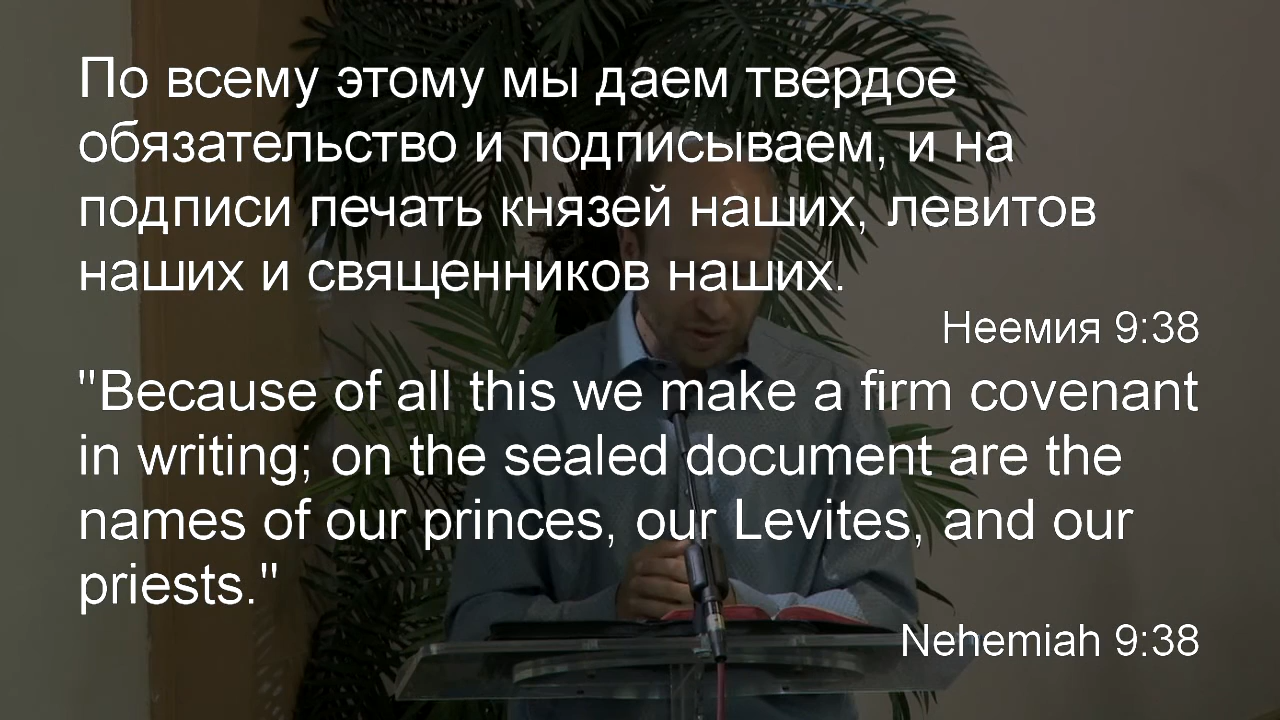 По всему этому мы даем твердое
обязательство и подписываем, и на
подписи печать князей наших, левитов
наших и священников наших.
Неемия 9:38
"Because of all this we make a firm covenant
in writing; on the sealed document are the
names of our princes, our Levites, and our
priests."
Nehemiah 9:38